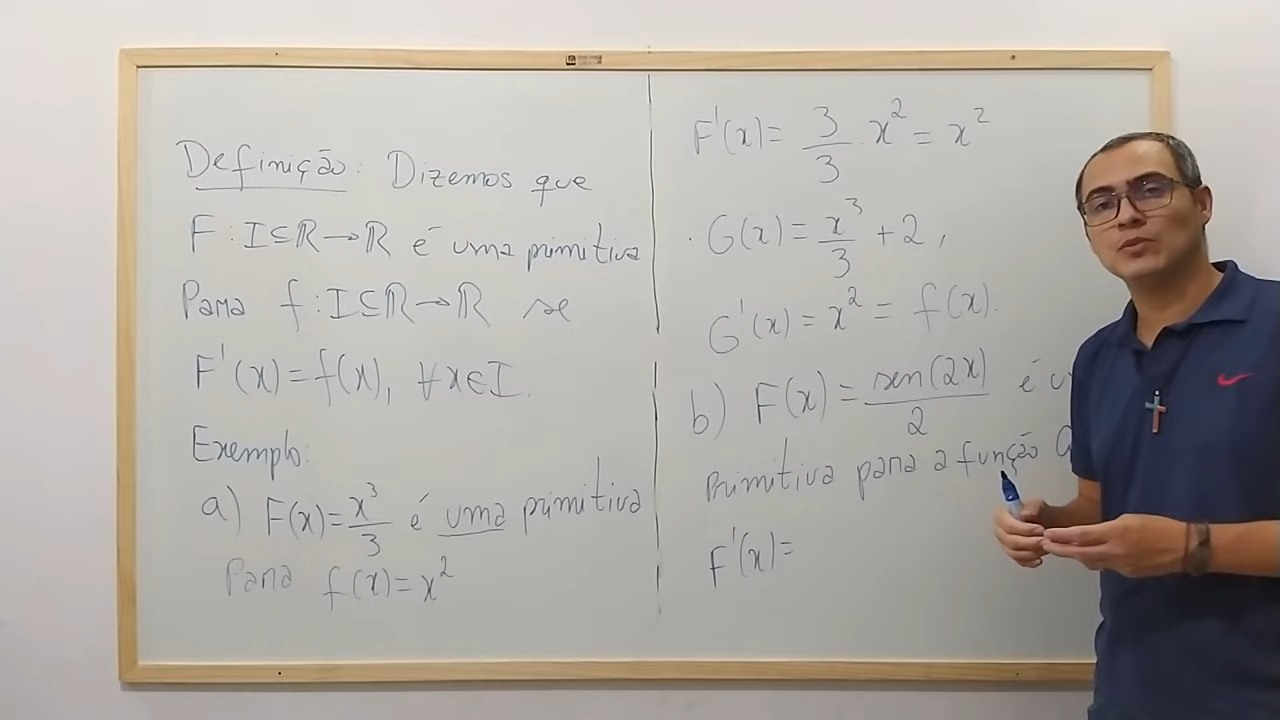 Definição: Dizemos que
F: I⊆ℝ→ℝ é uma primitiva
para f: I⊆ℝ→ℝ se
F'(x)=f(x), ∀x∈I.
Exemplo:
a) F(x)=x³/3 é uma primitiva
para f(x)=x²
F'(x)= 3/3 · x² = x²
· G(x)= x³/3 + 2,
G'(x)= x² = f(x).
b) F(x)= sen(2x)/2 é
primitiva para a função
F'(x)=